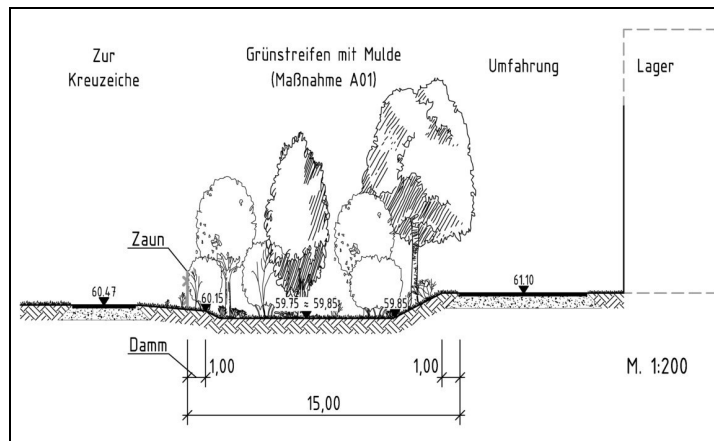 Zur
Kreuzeiche
Grünstreifen mit Mulde
(Maßnahme A01)
Umfahrung
Lager
Zaun
60.47
60.15
59.75 = 59,85
59.85
61.10
Damm
1,00
1,00
15,00
M. 1:200